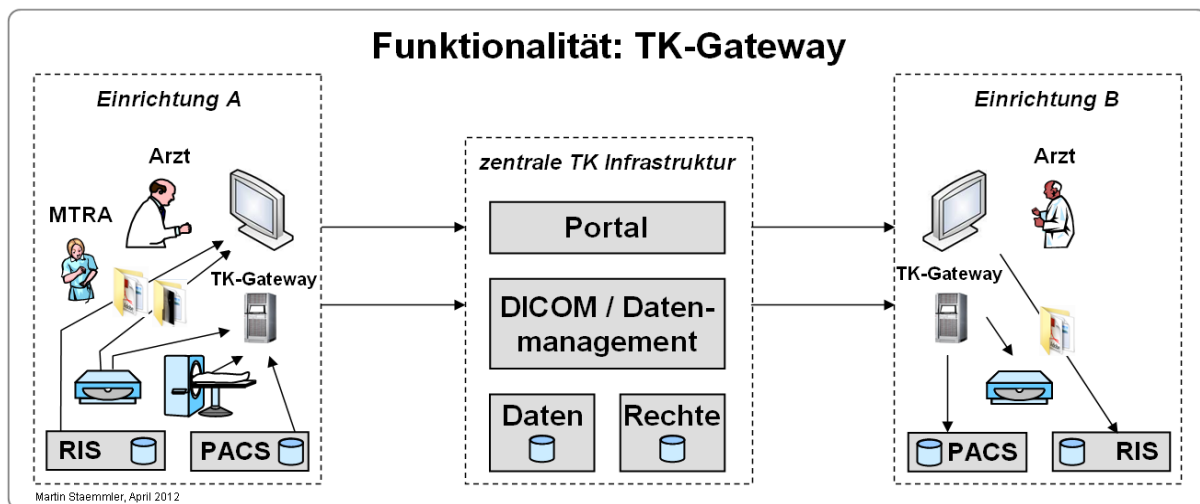 Funktionalität: TK-Gateway
Einrichtung A
Arzt
MTRA
TK-Gateway
RIS
PACS
zentrale TK Infrastruktur
Portal
DICOM / Daten-
management
Daten
Rechte
Einrichtung B
Arzt
TK-Gateway
PACS
RIS
Martin Staemmler, April 2012